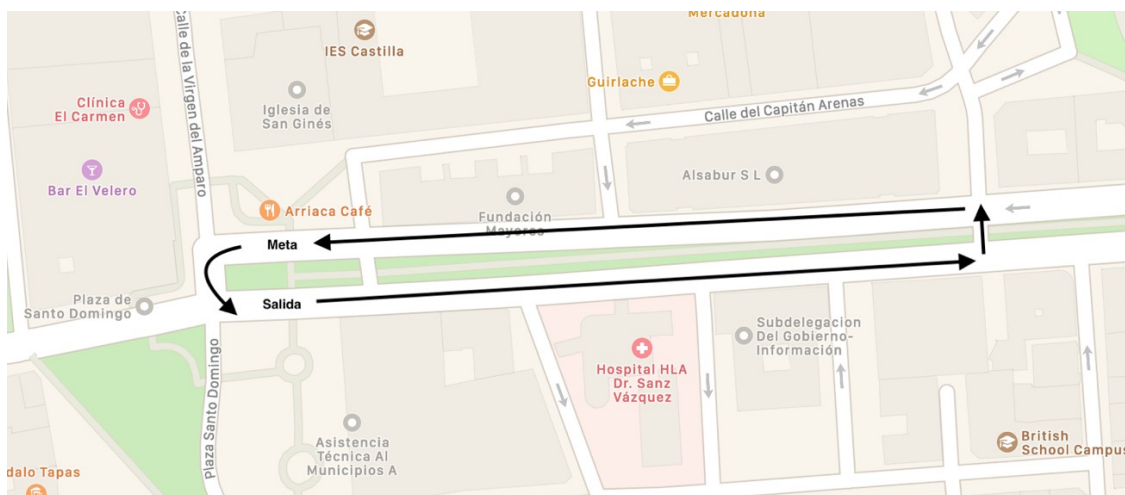 Mercadona
IES Castilla
Calle de la Virgen del Amparo
Guirlache
Clínica
El Carmen
Iglesia de
San Ginés
Calle del Capitán Arenas
Bar El Velero
Alsabur S L
Arriaca Café
Fundación
Mayores
Meta
Plaza de
Santo Domingo
Salida
Subdelegacion
Del Gobierno-
Información
Hospital HLA
Dr. Sanz
Vázquez
Plaza Santo Domingo
Asistencia
Técnica Al
Municipios A
British
School Campus
dalo Tapas